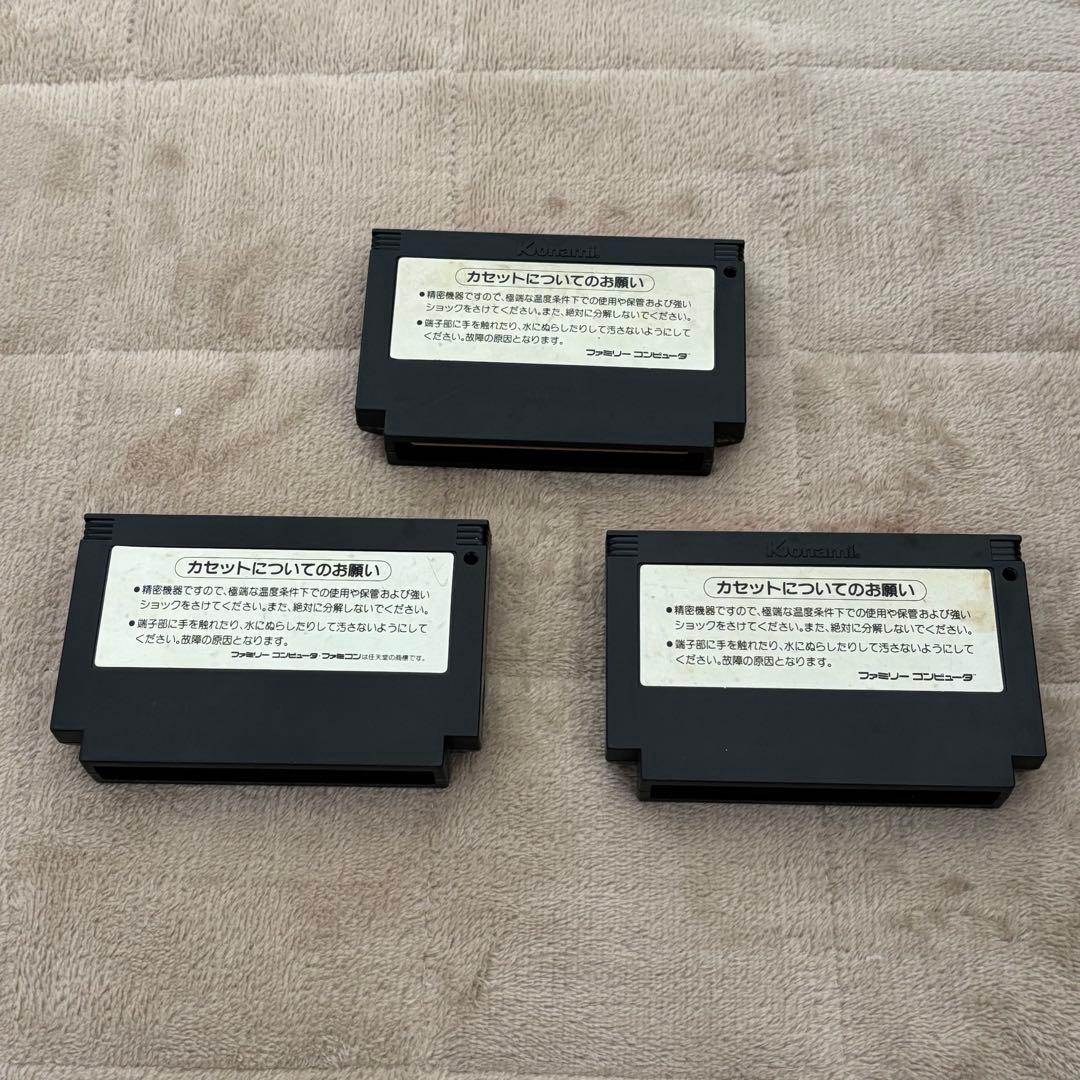 Konami
カセットについてのお願い
●精密機器ですので、極端な温度条件下での使用や保管および強い
ショックをさけてください。また、絶対に分解しないでください。
●端子部に手を触れたり、水にぬらしたりして汚さないようにして
ください。故障の原因となります。
ファミリー コンピュータ™
カセットについてのお願い
●精密機器ですので、極端な温度条件下での使用や保管および強い
ショックをさけてください。また、絶対に分解しないでください。
●端子部に手を触れたり、水にぬらしたりして汚さないようにして
ください。故障の原因となります。
ファミリー コンピュータ・ファミコンは任天堂の商標です。
Konami
カセットについてのお願い
●精密機器ですので、極端な温度条件下での使用や保管および強い
ショックをさけてください。また、絶対に分解しないでください。
●端子部に手を触れたり、水にぬらしたりして汚さないようにして
ください。故障の原因となります。
ファミリー コンピュータ™